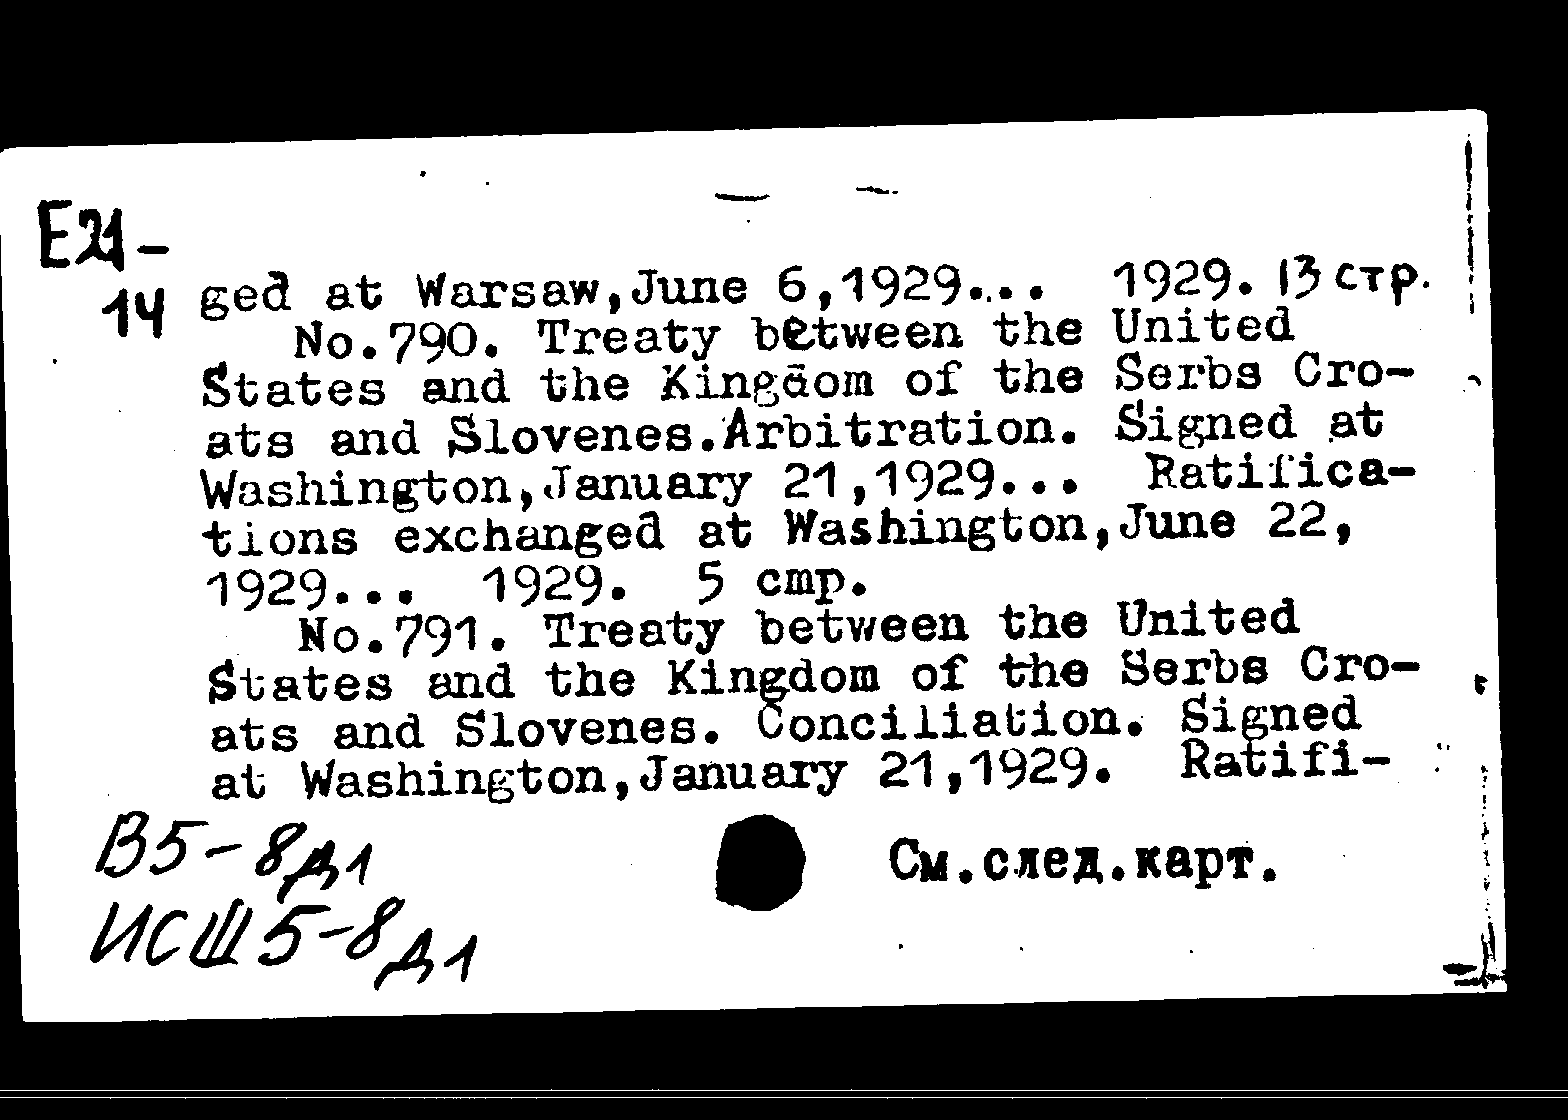 E21-
14
ged at Warsaw,June 6,1929... 1929. 13 стр.
No.790. Treaty between the United
States and the Kingdom of the Serbs Cro-
ats and Slovenes.Arbitration. Signed at
Washington,January 21,1929... Ratifica-
tions exchanged at Washington,June 22,
1929... 1929. 5 стр.
No.791. Treaty between the United
States and the Kingdom of the Serbs Cro-
ats and Slovenes. Conciliation. Signed
at Washington,January 21,1929. Ratifi-
В5-8д1
ИСШ5-8д1
См.след.карт.